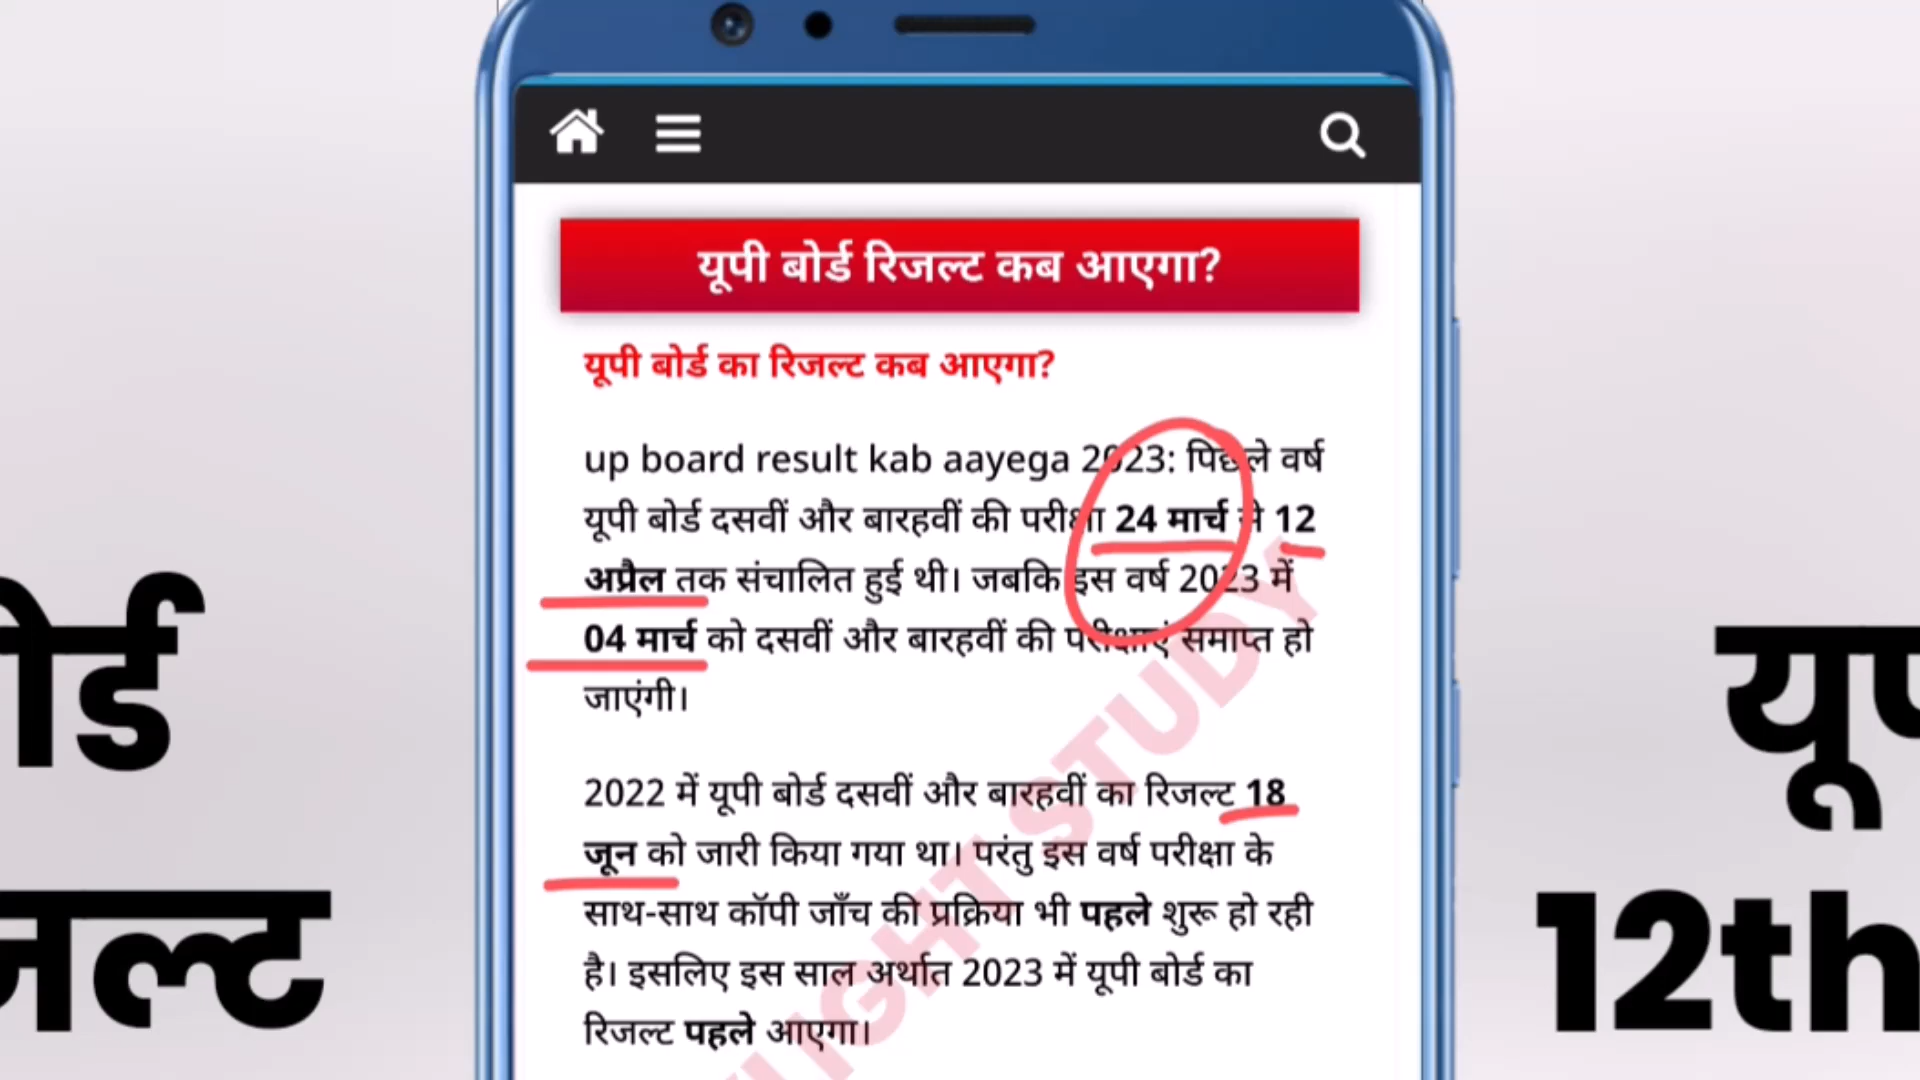 यूपी बोर्ड रिजल्ट कब आएगा?
यूपी बोर्ड का रिजल्ट कब आएगा?
up board result kab aayega 2023: पिछले वर्ष
यूपी बोर्ड दसवीं और बारहवीं की परीक्षा 24 मार्च से 12
अप्रैल तक संचालित हुई थी। जबकि इस वर्ष 2023 में
04 मार्च को दसवीं और बारहवीं की परीक्षाएं समाप्त हो
जाएंगी।
2022 में यूपी बोर्ड दसवीं और बारहवीं का रिजल्ट 18
जून को जारी किया गया था। परंतु इस वर्ष परीक्षा के
साथ-साथ कॉपी जाँच की प्रक्रिया भी पहले शुरू हो रही
है। इसलिए इस साल अर्थात 2023 में यूपी बोर्ड का
रिजल्ट पहले आएगा।
STUDY
12th